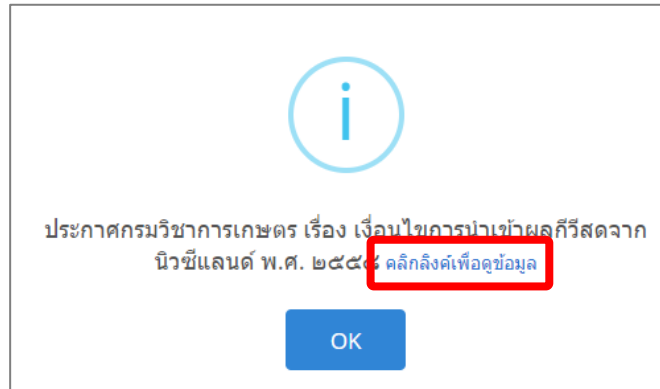 i
ประกาศกรมวิชาการเกษตร เรื่อง เงื่อนไขการนำเข้าผลกีวีสดจาก
นิวซีแลนด์ พ.ศ. ๒๕๕๔ คลิกลิงค์เพื่อดูข้อมูล
OK